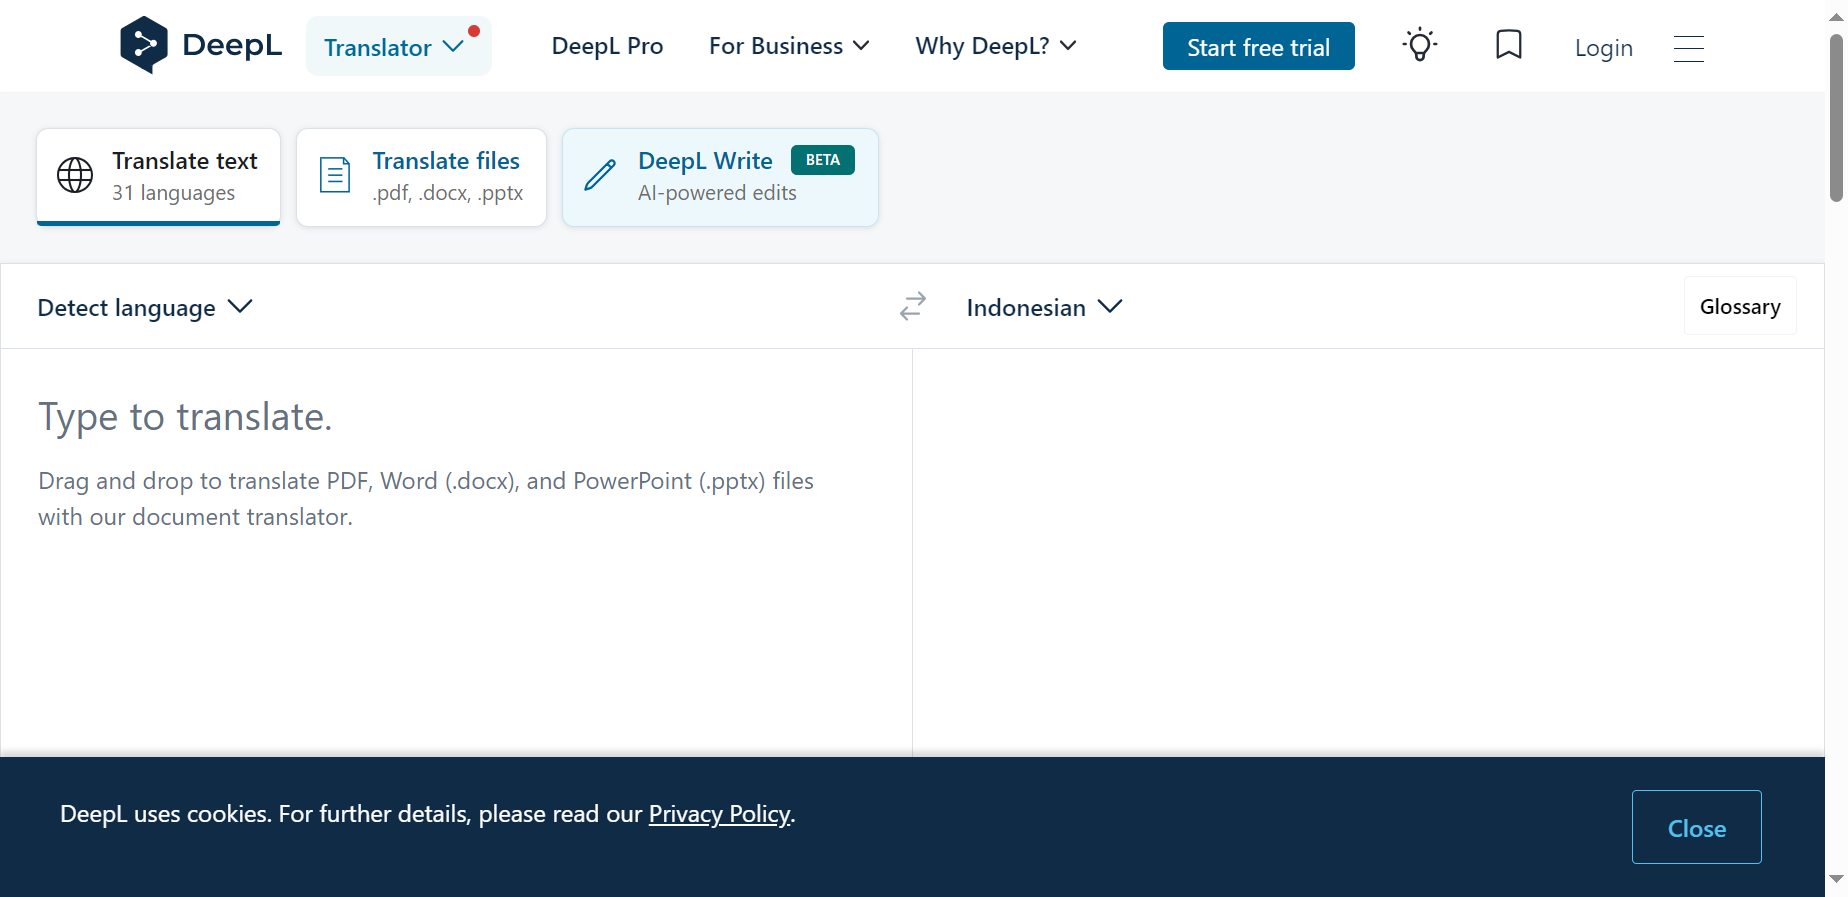 DeepL
Translator
DeepL Pro
For Business
Why DeepL?
Start free trial
Login
Translate text
31 languages
Translate files
.pdf, .docx, .pptx
DeepL Write BETA
AI-powered edits
Detect language
Indonesian
Glossary
Type to translate.
Drag and drop to translate PDF, Word (.docx), and PowerPoint (.pptx) files
with our document translator.
DeepL uses cookies. For further details, please read our Privacy Policy.
Close